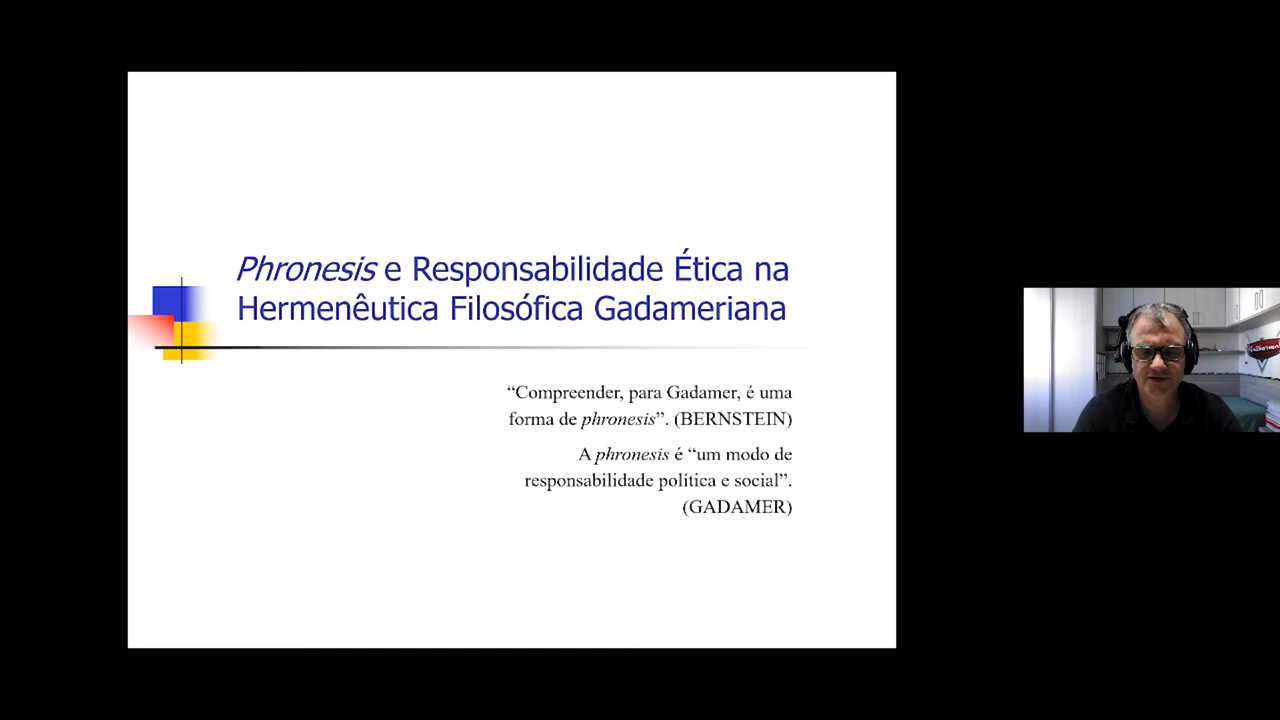 Phronesis e Responsabilidade Ética na
Hermenêutica Filosófica Gadameriana
“Compreender, para Gadamer, é uma
forma de phronesis”. (BERNSTEIN)
A phronesis é “um modo de
responsabilidade política e social”.
(GADAMER)